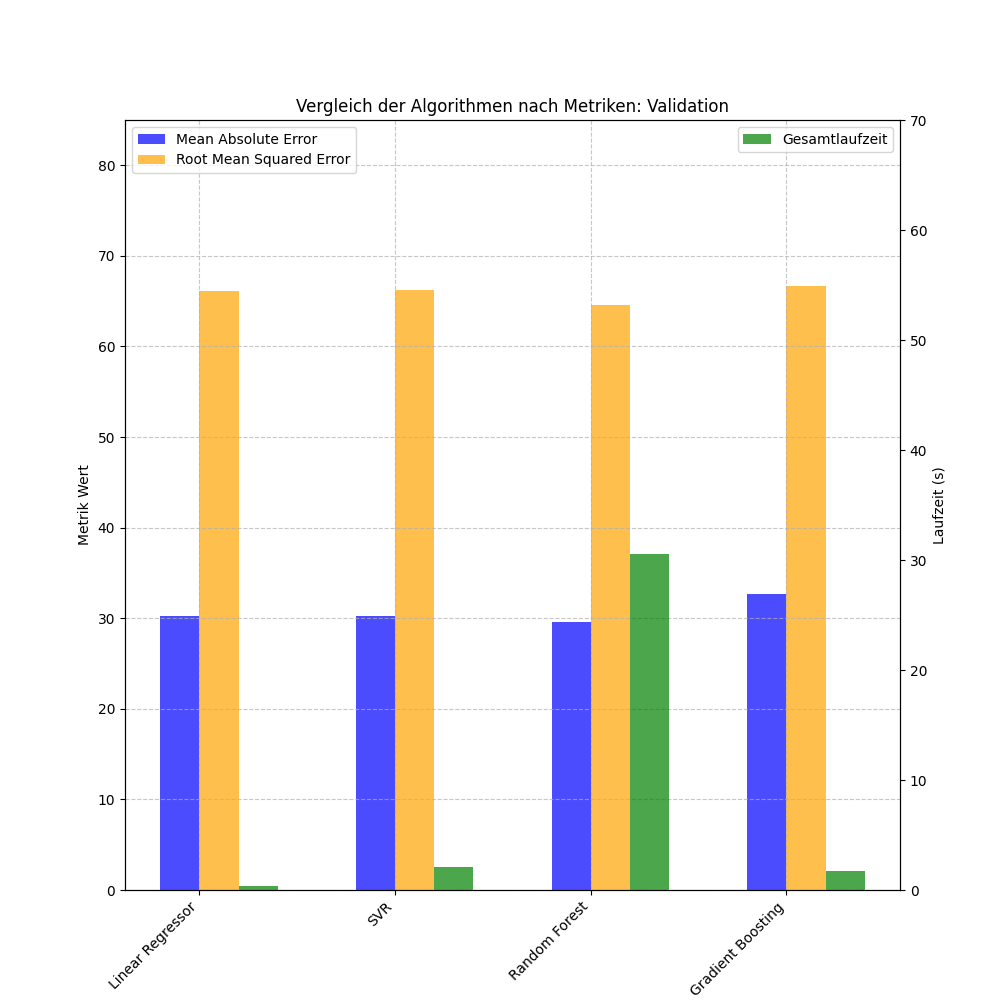 Vergleich der Algorithmen nach Metriken: Validation
Mean Absolute Error
Root Mean Squared Error
Gesamtlaufzeit
Metrik Wert
80
70
60
50
40
30
20
10
0
70
60
50
40
30
20
10
0
Laufzeit (s)
Linear Regressor
SVR
Random Forest
Gradient Boosting